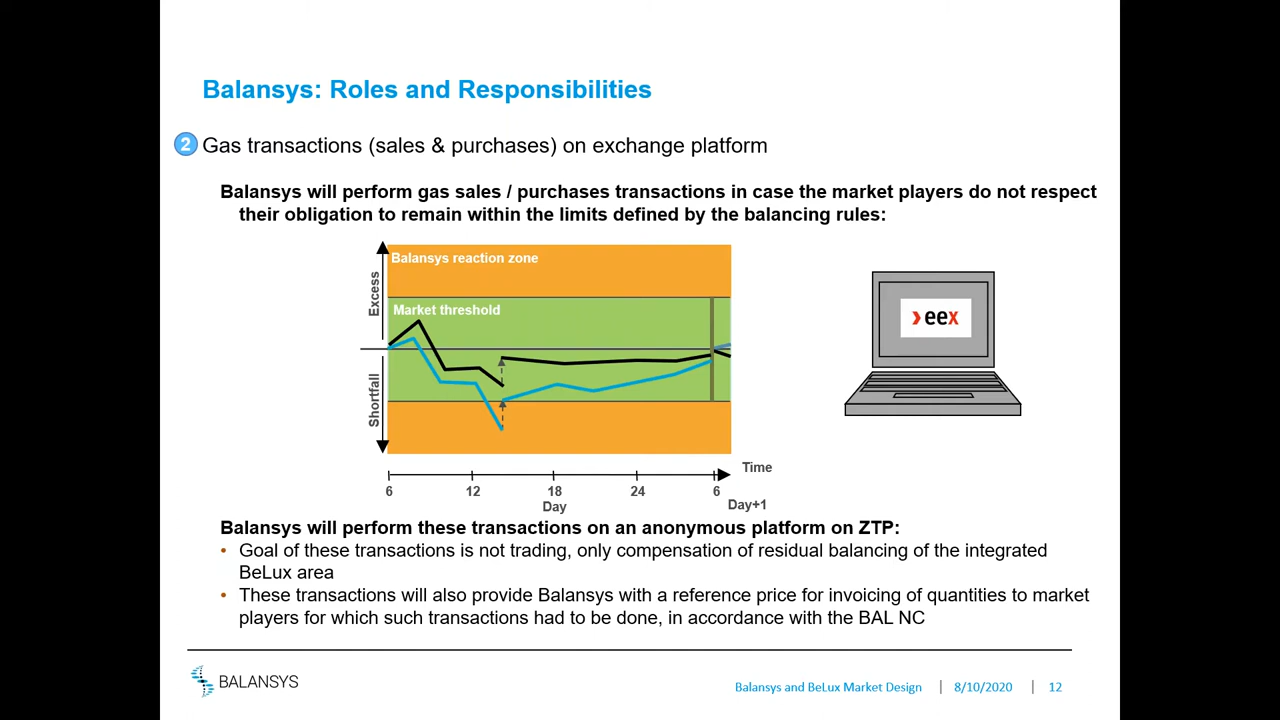 Balansys: Roles and Responsibilities
2 Gas transactions (sales & purchases) on exchange platform
Balansys will perform gas sales / purchases transactions in case the market players do not respect
their obligation to remain within the limits defined by the balancing rules:
Excess
Shortfall
Balansys reaction zone
Market threshold
eex
Time
6 12 18 24 6
Day Day+1
Balansys will perform these transactions on an anonymous platform on ZTP:
• Goal of these transactions is not trading, only compensation of residual balancing of the integrated
BeLux area
• These transactions will also provide Balansys with a reference price for invoicing of quantities to market
players for which such transactions had to be done, in accordance with the BAL NC
BALANSYS
Balansys and BeLux Market Design | 8/10/2020 | 12